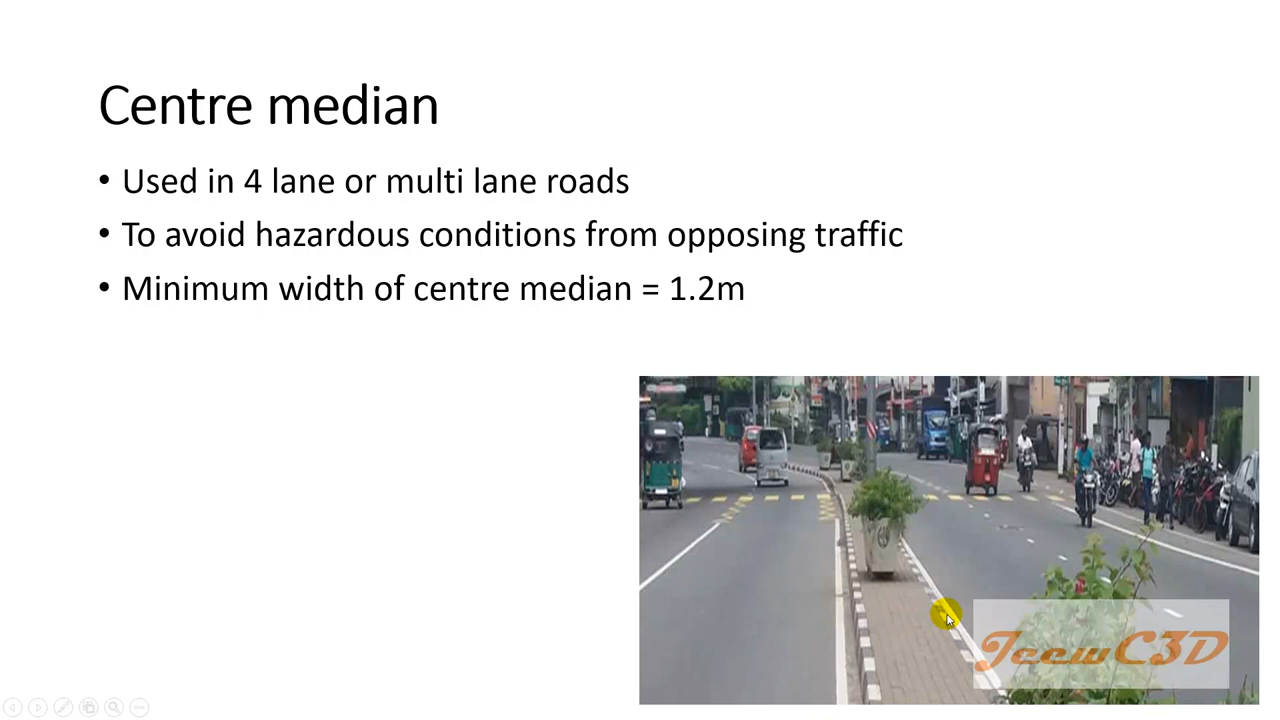 Centre median
• Used in 4 lane or multi lane roads
• To avoid hazardous conditions from opposing traffic
• Minimum width of centre median = 1.2m
JeewC3D